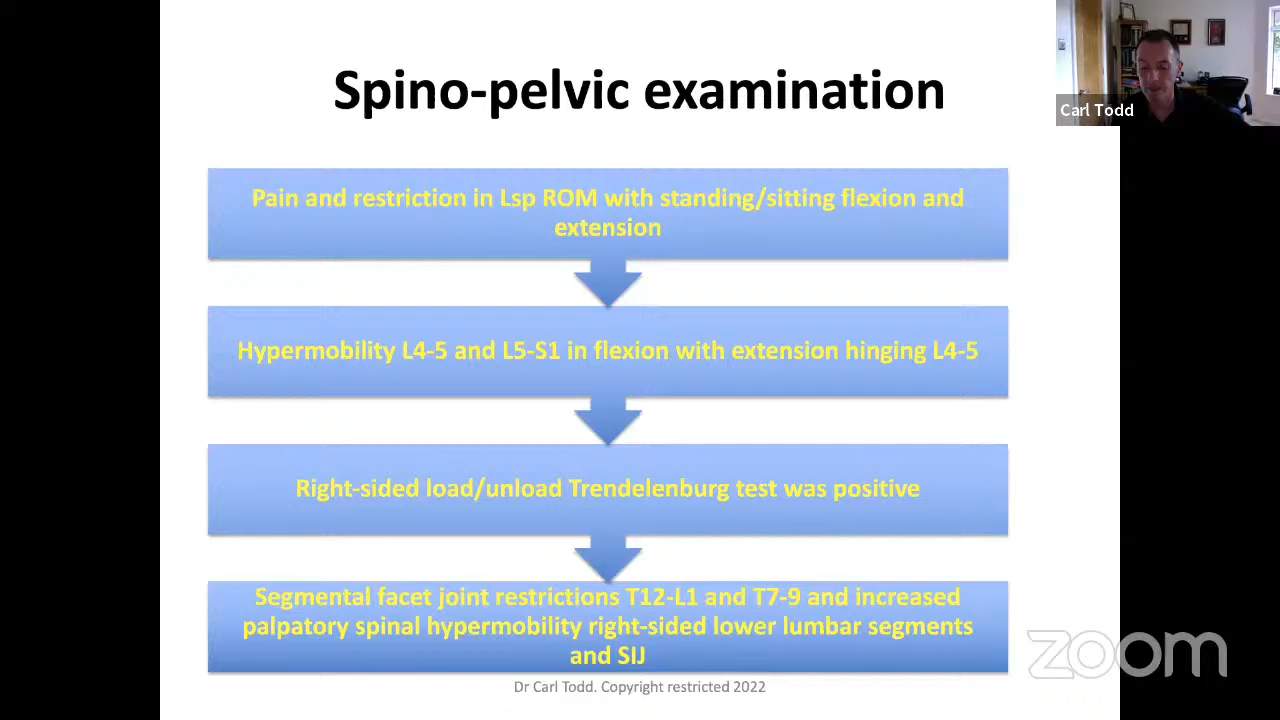 Spino-pelvic examination
Carl Todd
Pain and restriction in Lsp ROM with standing/sitting flexion and
extension
Hypermobility L4-5 and L5-S1 in flexion with extension hinging L4-5
Right-sided load/unload Trendelenburg test was positive
Segmental facet joint restrictions T12-L1 and T7-9 and increased
palpatory spinal hypermobility right-sided lower lumbar segments
and SIJ
zoom
Dr Carl Todd. Copyright restricted 2022